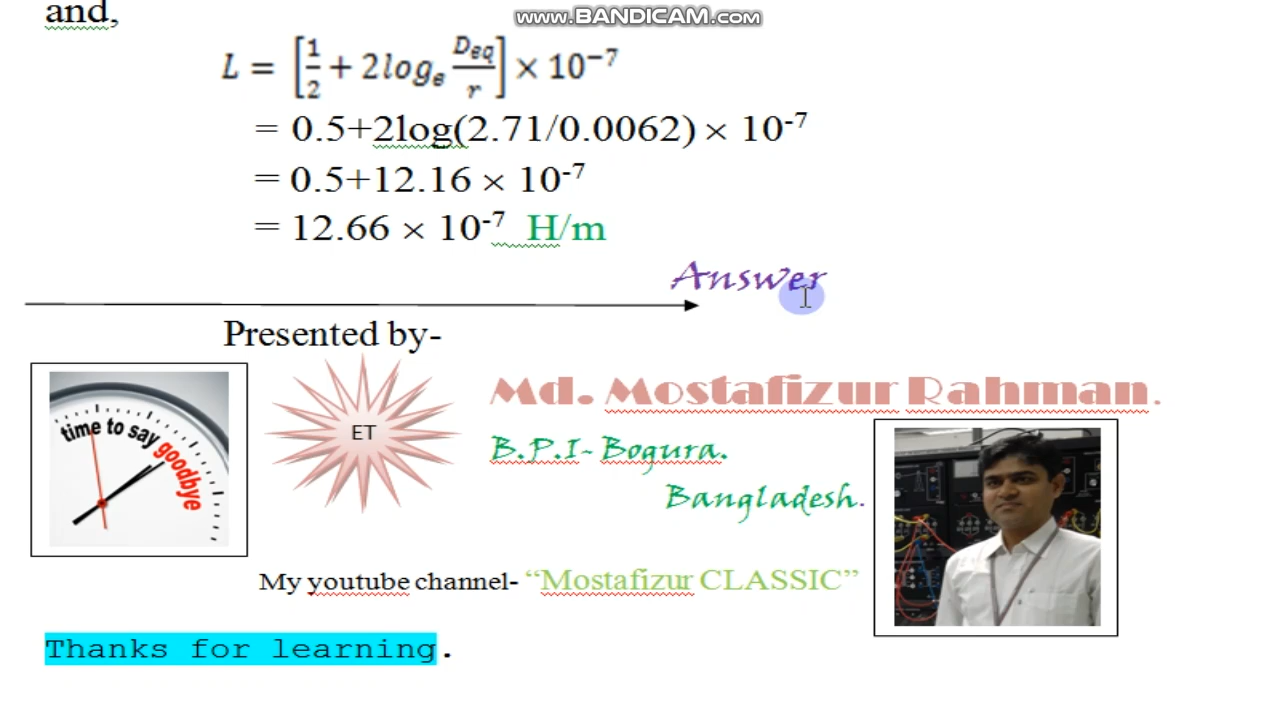 www.BANDICAM.com
and,
L = [1/2 + 2log_e D_eq/r] × 10⁻⁷
= 0.5+2log(2.71/0.0062) × 10⁻⁷
= 0.5+12.16 × 10⁻⁷
= 12.66 × 10⁻⁷ H/m
Answer
Presented by-
time to say goodbye
ET
Md. Mostafizur Rahman.
B.P.I- Bogura.
Bangladesh.
My youtube channel- “Mostafizur CLASSIC”
Thanks for learning.